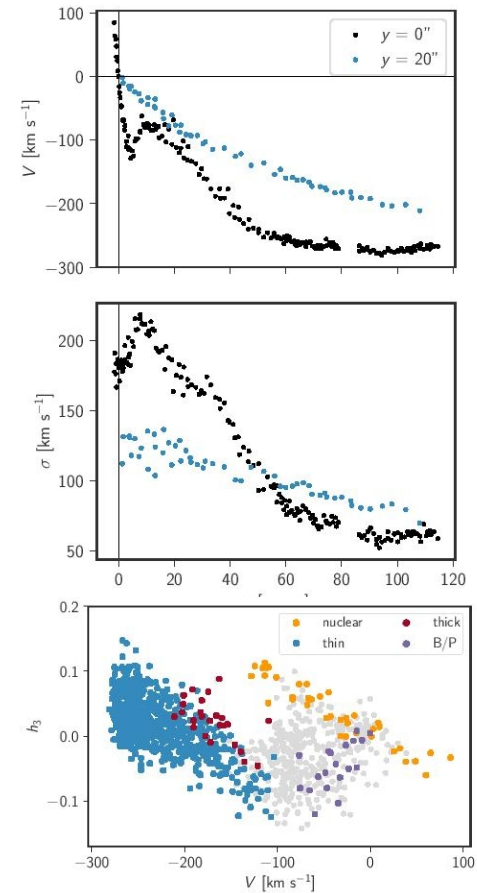 100
0
−100
−200
−300
V [km s⁻¹]
y = 0"
y = 20"
200
150
100
50
σ [km s⁻¹]
0 20 40 60 80 100 120
0.2
0.1
0.0
−0.1
h₃
nuclear thick
thin B/P
−300 −200 −100 0 100
V [km s⁻¹]